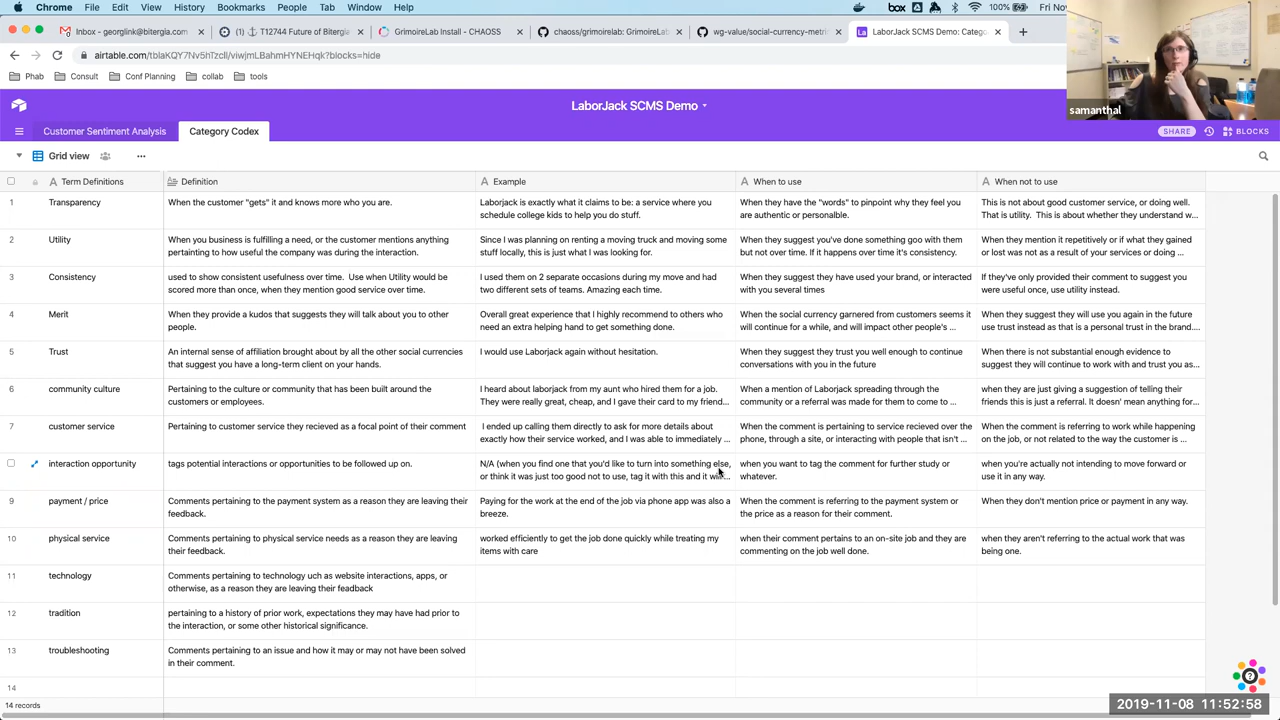 Chrome File Edit View History Bookmarks People Tab Window Help
box 100% Fri Nov
Inbox - georglink@bitergia.com
(1) T12744 Future of Bitergia
GrimoireLab Install - CHAOSS
chaoss/grimoirelab: GrimoireL
wg-value/social-currency-metri
LaborJack SCMS Demo: Catego
airtable.com/tblaKQY7Nv5hTzcll/viwjmLBahmHYNEHqk?blocks=hide
Phab Consult Conf Planning collab tools
samanthal
LaborJack SCMS Demo
Customer Sentiment Analysis Category Codex
SHARE BLOCKS
Grid view
Term Definitions Definition Example When to use When not to use
1 Transparency
When the customer "gets" it and knows more who you are.
Laborjack is exactly what it claims to be: a service where you
schedule college kids to help you do stuff.
When they have the "words" to pinpoint why they feel you
are authentic or personalble.
This is not about good customer service, or doing well.
That is utility. This is about whether they understand w...
2 Utility
When you business is fulfilling a need, or the customer mentions anything
pertainting to how useful the company was during the interaction.
Since I was planning on renting a moving truck and moving some
stuff locally, this is just what I was looking for.
When they suggest you've done something goo with them
but not over time. If it happens over time it's consistency.
When they mention it repetitively or if what they gained
or lost was not as a result of your services or doing ...
3 Consistency
used to show consistent usefulness over time. Use when Utility would be
scored more than once, when they mention good service over time.
I used them on 2 separate occasions during my move and had
two different sets of teams. Amazing each time.
When they suggest they have used your brand, or interacted
with you several times
If they've only provided their comment to suggest you
were useful once, use utility instead.
4 Merit
When they provide a kudos that suggests they will talk about you to other
people.
Overall great experience that I highly recommend to others who
need an extra helping hand to get something done.
When the social currency garnered from customers seems it
will continue for a while, and will impact other people's ...
When they suggest they will use you again in the future
use trust instead as that is a personal trust in the brand....
5 Trust
An internal sense of affiliation brought about by all the other social currencies
that suggest you have a long-term client on your hands.
I would use Laborjack again without hesitation.
When they suggest they trust you well enough to continue
conversations with you in the future
When there is not substantial enough evidence to
suggest they will continue to work with and trust you as...
6 community culture
Pertaining to the culture or community that has been built around the
customers or employees.
I heard about laborjack from my aunt who hired them for a job.
They were really great, cheap, and I gave their card to my friend...
When a mention of Laborjack spreading through the
community or a referral was made for them to come to ...
when they are just giving a suggestion of telling their
friends this is just a referral. It doesn' mean anything for...
7 customer service
Pertaining to customer service they recieved as a focal point of their comment
I ended up calling them directly to ask for more details about
exactly how their service worked, and I was able to immediately ...
When the comment is pertaining to service recieved over the
phone, through a site, or interacting with people that isn't ...
When the comment is referring to work while happening
on the job, or not related to the way the customer is ...
interaction opportunity
tags potential interactions or opportunities to be followed up on.
N/A (when you find one that you'd like to turn into something else,
or think it was just too good not to use, tag it with this and it will...
when you want to tag the comment for further study or
whatever.
when you're actually not intending to move forward or
use it in any way.
9 payment / price
Comments pertaining to the payment system as a reason they are leaving their
feedback.
Paying for the work at the end of the job via phone app was also a
breeze.
When the comment is referring to the payment system or
the price as a reason for their comment.
When they don't mention price or payment in any way.
10 physical service
Comments pertaining to physical service needs as a reason they are leaving
their feedback.
worked efficiently to get the job done quickly while treating my
items with care
when their comment pertains to an on-site job and they are
commenting on the job well done.
when they aren't referring to the actual work that was
being one.
11 technology
Comments pertaining to technology uch as website interactions, apps, or
otherwise, as a reason they are leaving their feadback
12 tradition
pertaining to a history of prior work, expectations they may have had prior to
the interaction, or some other historical significance.
13 troubleshooting
Comments pertaining to an issue and how it may or may not have been solved
in their comment.
14
14 records
2019-11-08 11:52:58